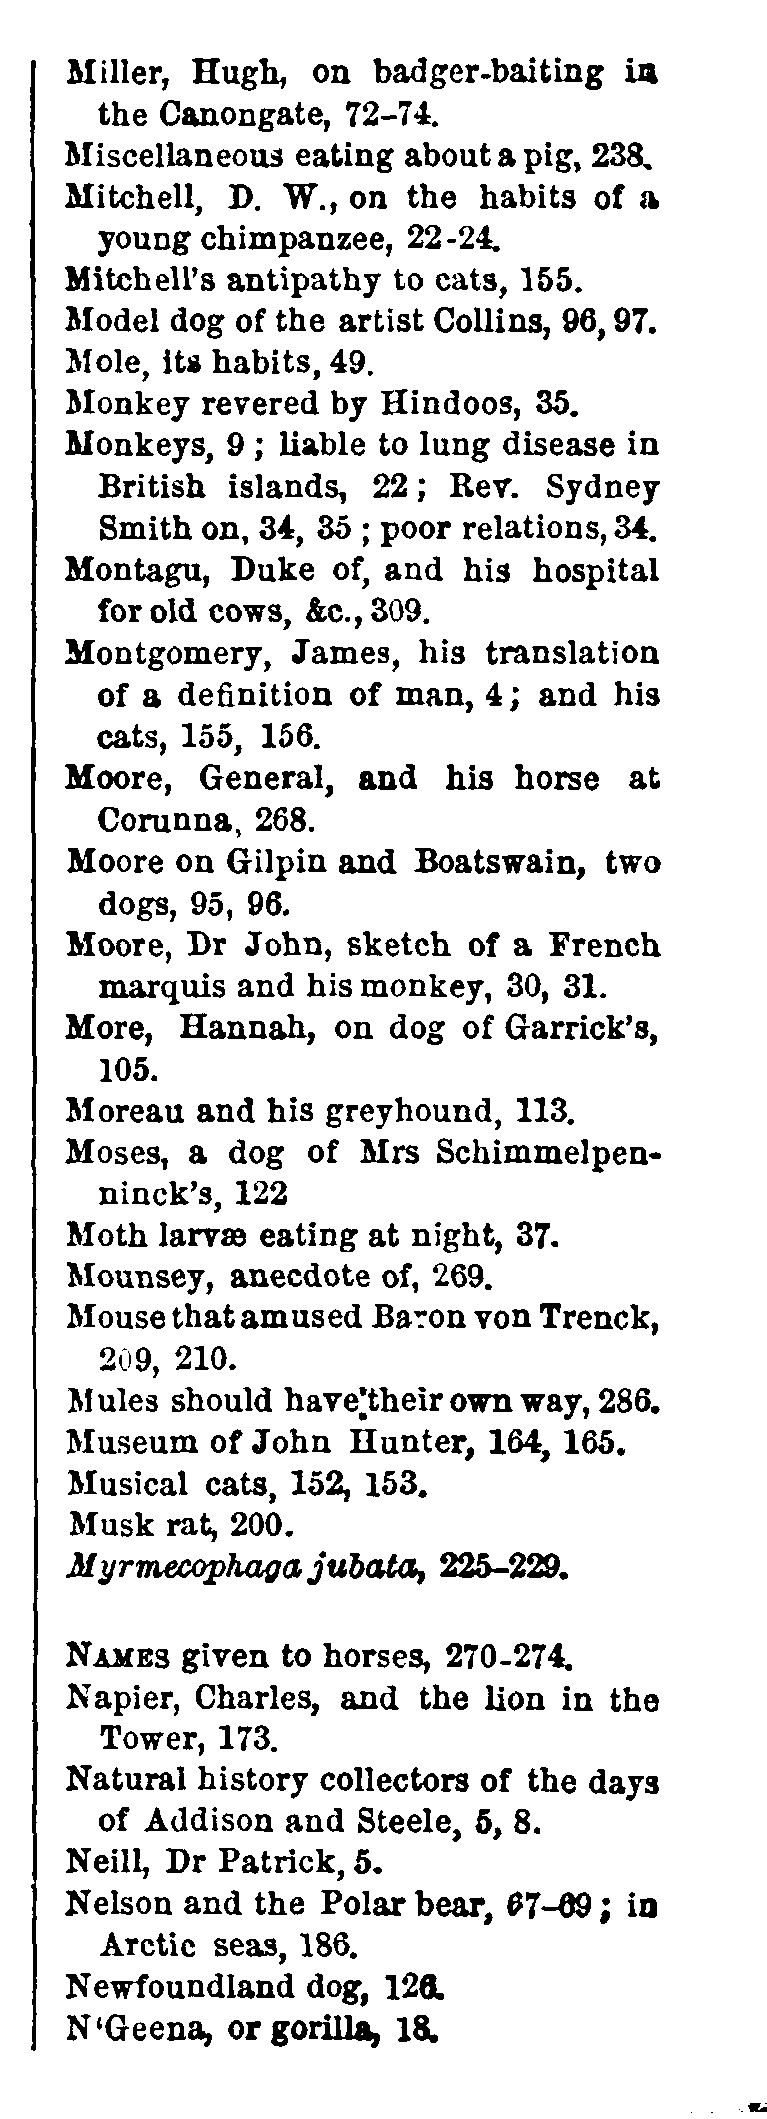 Miller, Hugh, on badger-baiting in
the Canongate, 72-74.
Miscellaneous eating about a pig, 238.
Mitchell, D. W., on the habits of a
young chimpanzee, 22-24.
Mitchell's antipathy to cats, 155.
Model dog of the artist Collins, 96, 97.
Mole, its habits, 49.
Monkey revered by Hindoos, 35.
Monkeys, 9 ; liable to lung disease in
British islands, 22 ; Rev. Sydney
Smith on, 34, 35 ; poor relations, 34.
Montagu, Duke of, and his hospital
for old cows, &c., 309.
Montgomery, James, his translation
of a definition of man, 4 ; and his
cats, 155, 156.
Moore, General, and his horse at
Corunna, 268.
Moore on Gilpin and Boatswain, two
dogs, 95, 96.
Moore, Dr John, sketch of a French
marquis and his monkey, 30, 31.
More, Hannah, on dog of Garrick's,
105.
Moreau and his greyhound, 113.
Moses, a dog of Mrs Schimmelpen-
ninck's, 122
Moth larvæ eating at night, 37.
Mounsey, anecdote of, 269.
Mouse that amused Baron von Trenck,
209, 210.
Mules should have their own way, 286.
Museum of John Hunter, 164, 165.
Musical cats, 152, 153.
Musk rat, 200.
Myrmecophaga jubata, 225-229.
NAMES given to horses, 270-274.
Napier, Charles, and the lion in the
Tower, 173.
Natural history collectors of the days
of Addison and Steele, 5, 8.
Neill, Dr Patrick, 5.
Nelson and the Polar bear, 67-69 ; in
Arctic seas, 186.
Newfoundland dog, 126.
N'Geena, or gorilla, 18.